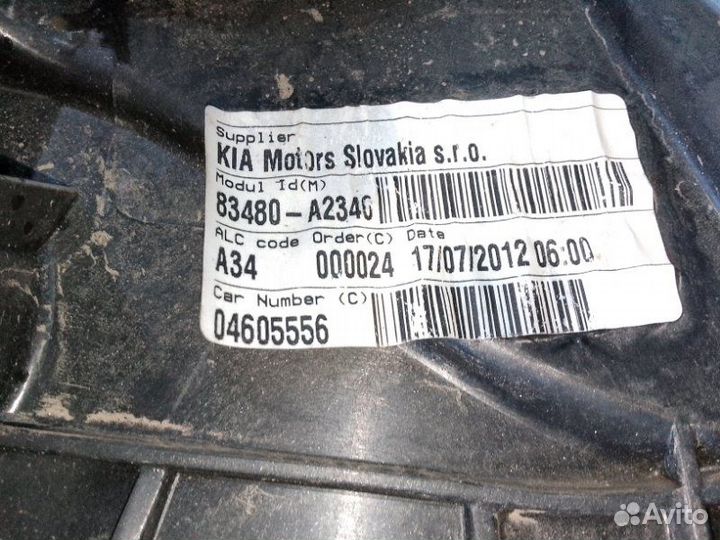 Supplier
KIA Motors Slovakia s.r.o.
Modul Id(M)
83480-A2340
ALC code Order(C) Date
A34 000024 17/07/2012 06:00
Car Number (C)
04605556
Avito